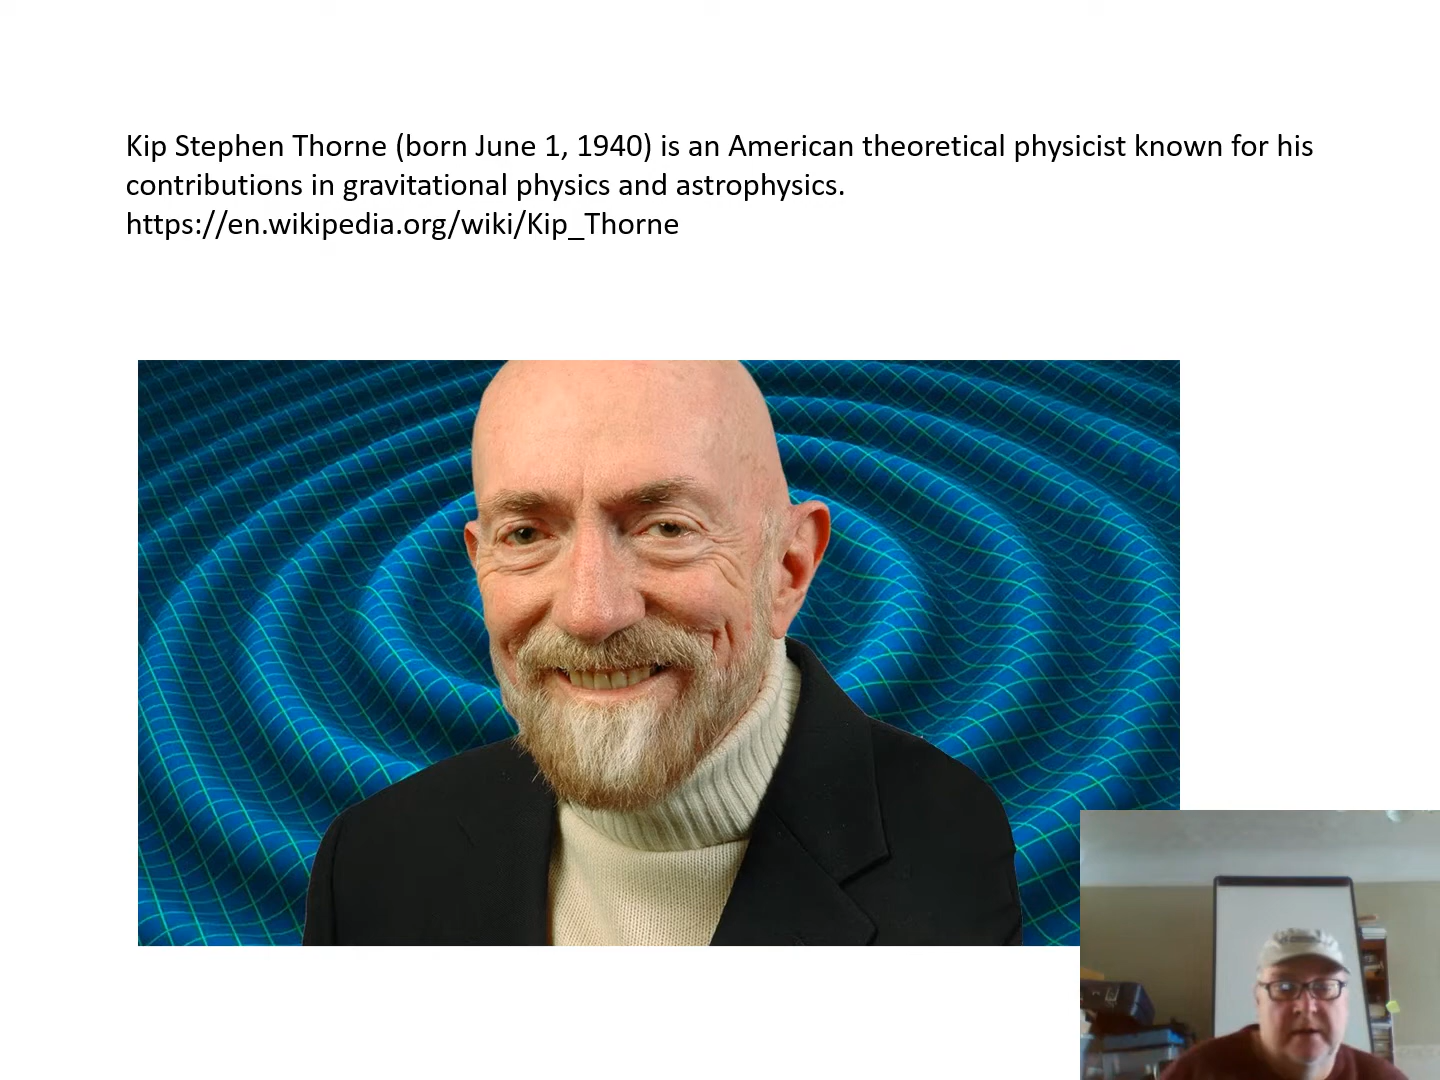 Kip Stephen Thorne (born June 1, 1940) is an American theoretical physicist known for his
contributions in gravitational physics and astrophysics.
https://en.wikipedia.org/wiki/Kip_Thorne